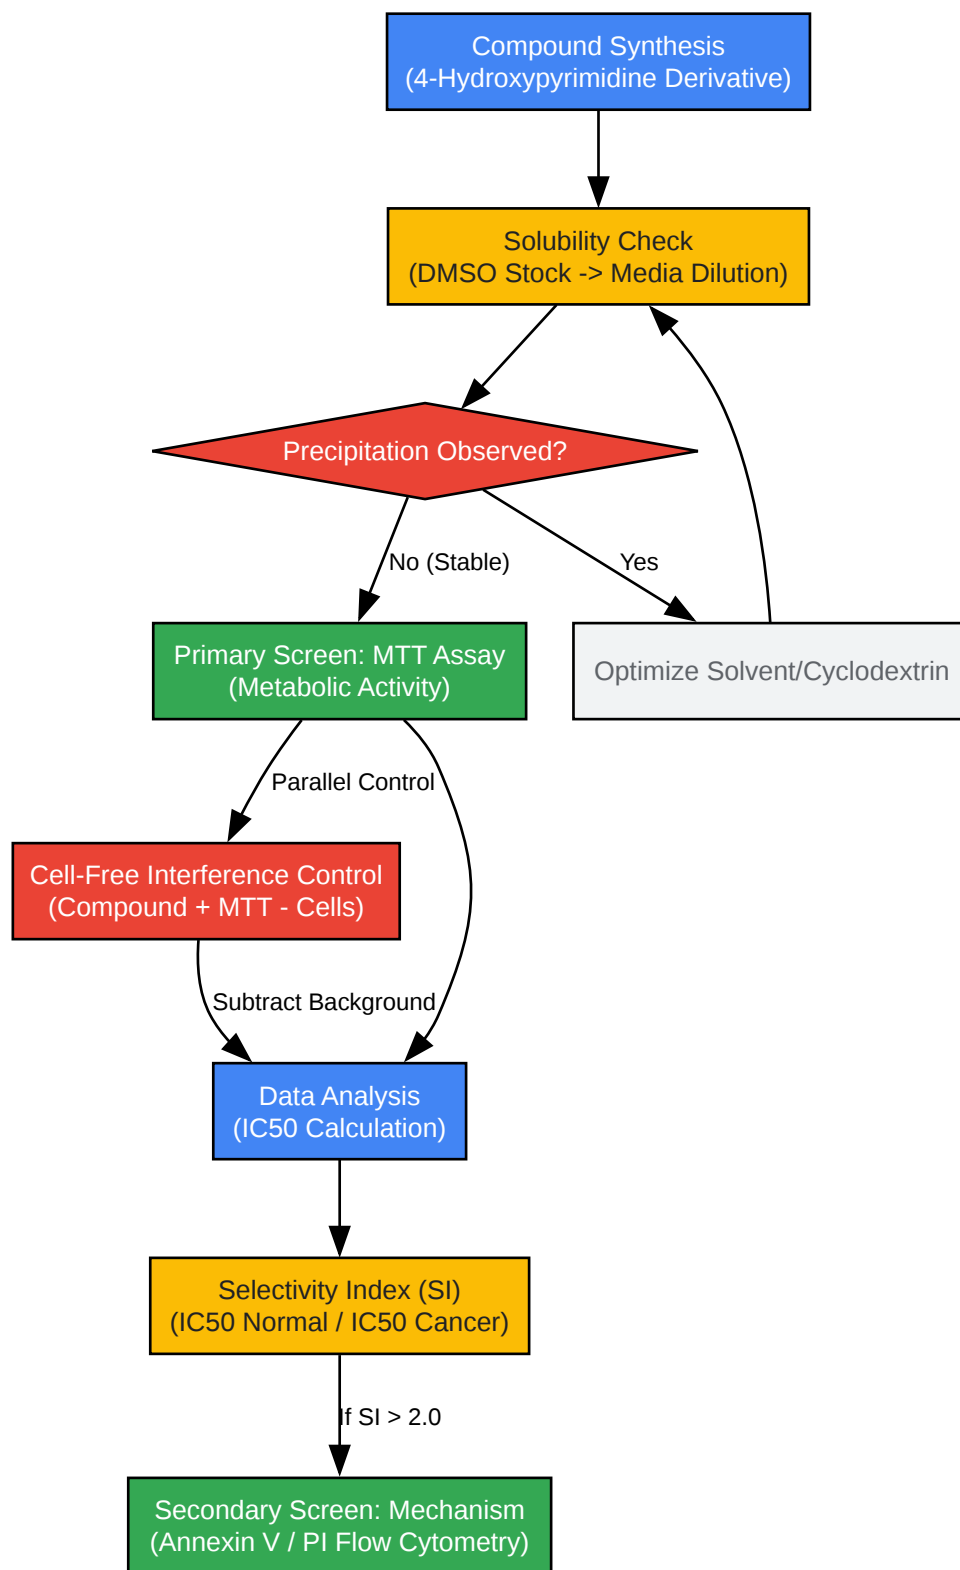 Compound Synthesis
(4-Hydroxypyrimidine Derivative)
Solubility Check
(DMSO Stock -> Media Dilution)
Precipitation Observed?
No (Stable)
Yes
Primary Screen: MTT Assay
(Metabolic Activity)
Optimize Solvent/Cyclodextrin
Parallel Control
Cell-Free Interference Control
(Compound + MTT - Cells)
Subtract Background
Data Analysis
(IC50 Calculation)
Selectivity Index (SI)
(IC50 Normal / IC50 Cancer)
If SI > 2.0
Secondary Screen: Mechanism
(Annexin V / PI Flow Cytometry)